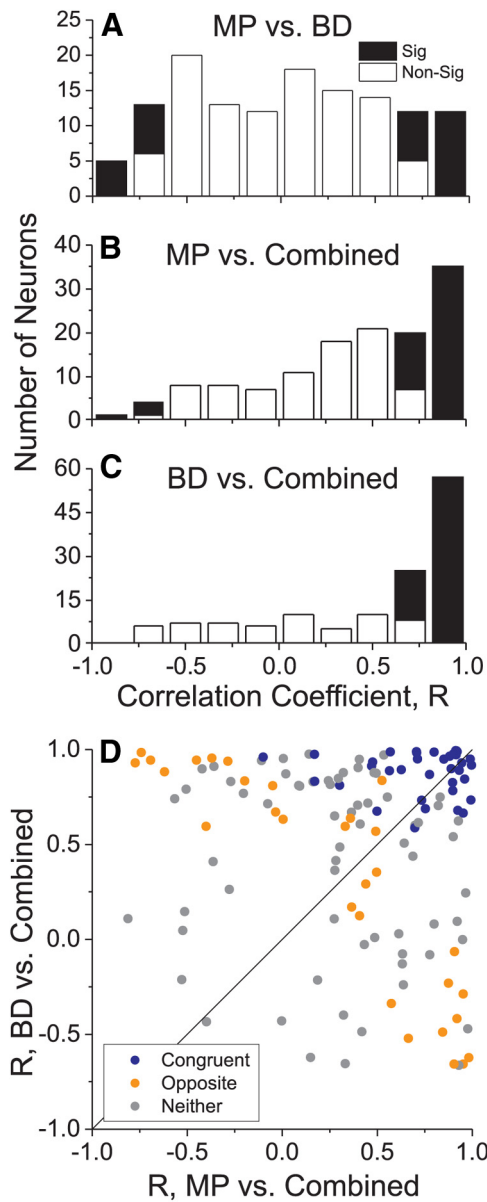 A
MP vs. BD
Sig
Non-Sig
25
20
15
10
5
0
B
MP vs. Combined
40
30
20
10
0
Number of Neurons
C
BD vs. Combined
60
45
30
15
0
-1.0 -0.5 0.0 0.5 1.0
Correlation Coefficient, R
D
1.0
0.5
0.0
-0.5
-1.0
R, BD vs. Combined
Congruent
Opposite
Neither
-1.0 -0.5 0.0 0.5 1.0
R, MP vs. Combined